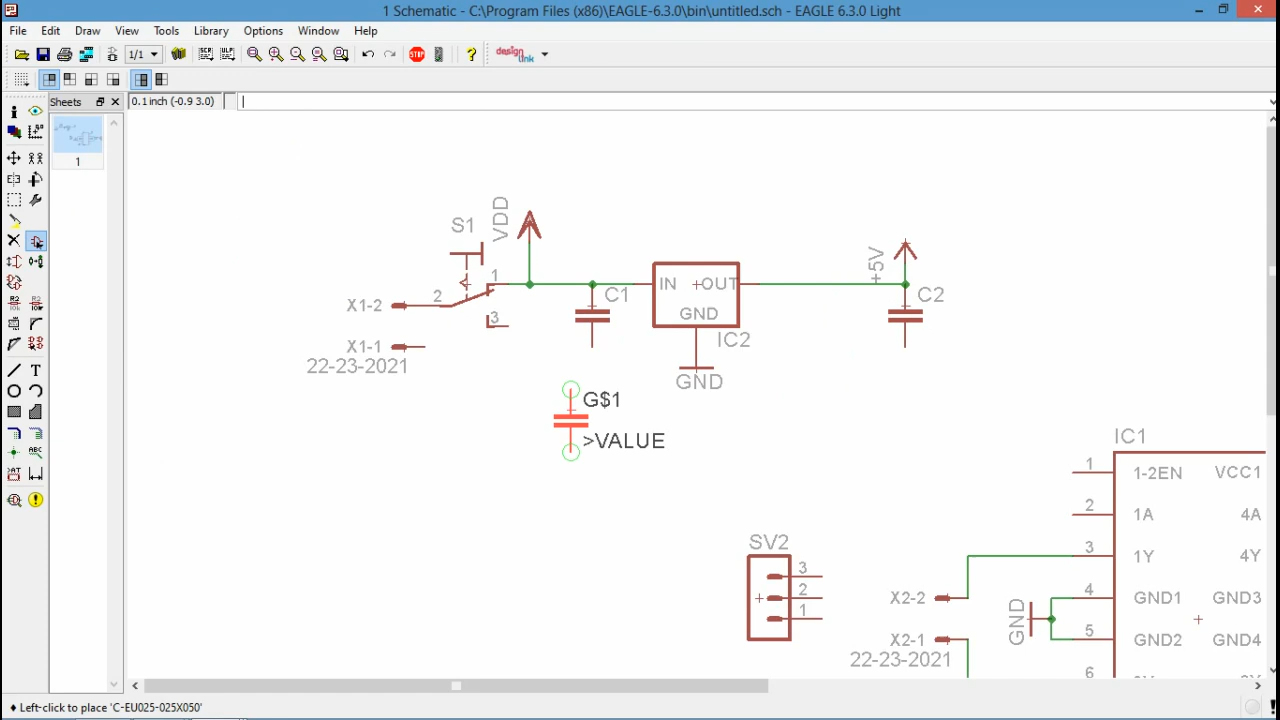 1 Schematic - C:\Program Files (x86)\EAGLE-6.3.0\bin\untitled.sch - EAGLE 6.3.0 Light
File Edit Draw View Tools Library Options Window Help
1/1
SCR ULP
STOP
design link
Sheets
0.1 inch (-0.9 3.0)
1
S1
VDD
+5V
1
2
3
X1-2
X1-1
22-23-2021
C1
IN
OUT
GND
IC2
GND
C2
G$1
>VALUE
SV2
3
2
1
X2-2
X2-1
22-23-2021
GND
IC1
1
1-2EN
VCC1
2
1A
4A
3
1Y
4Y
4
GND1
GND3
5
GND2
GND4
6
Left-click to place 'C-EU025-025X050'